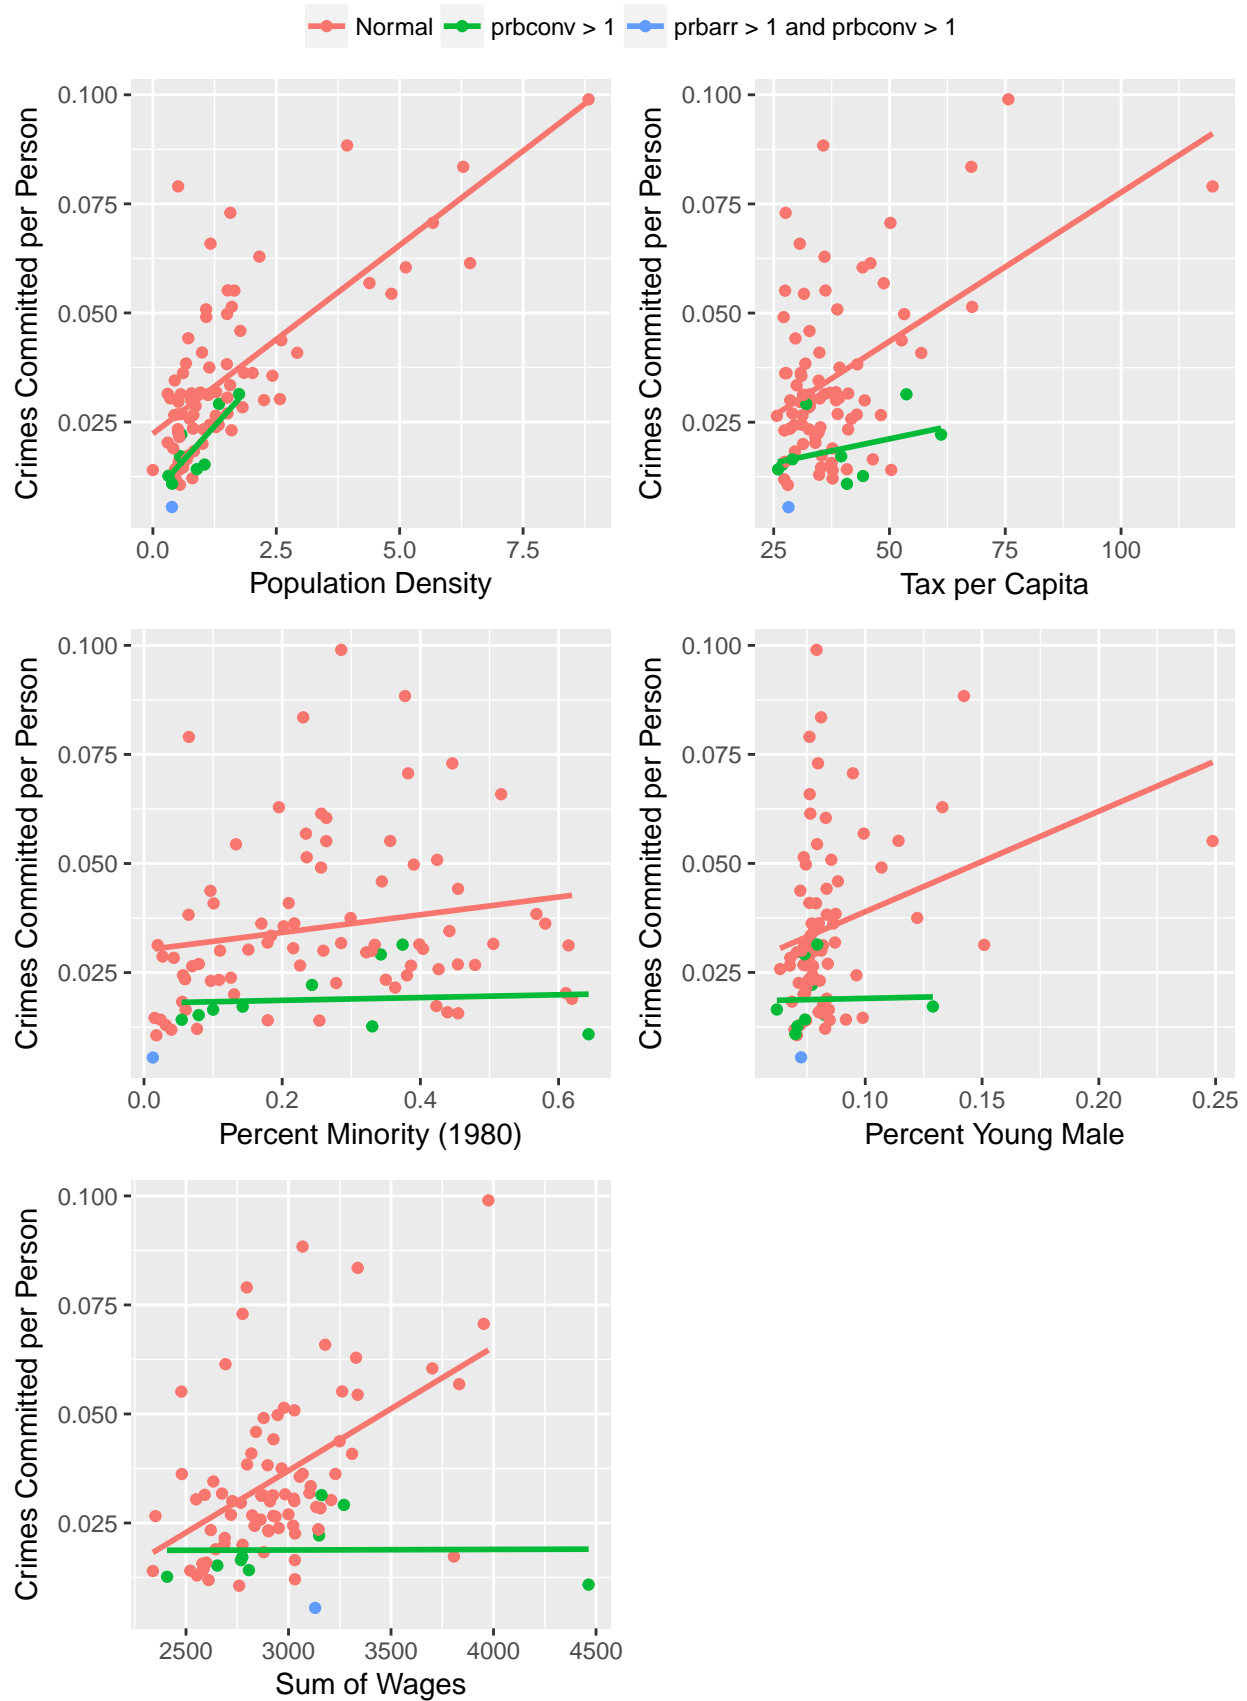 Normal prbconv > 1 prbarr > 1 and prbconv > 1
Crimes Committed per Person
0.100
0.075
0.050
0.025
0.0 2.5 5.0 7.5
Population Density
Crimes Committed per Person
0.100
0.075
0.050
0.025
25 50 75 100
Tax per Capita
Crimes Committed per Person
0.100
0.075
0.050
0.025
0.0 0.2 0.4 0.6
Percent Minority (1980)
Crimes Committed per Person
0.100
0.075
0.050
0.025
0.10 0.15 0.20 0.25
Percent Young Male
Crimes Committed per Person
0.100
0.075
0.050
0.025
2500 3000 3500 4000 4500
Sum of Wages